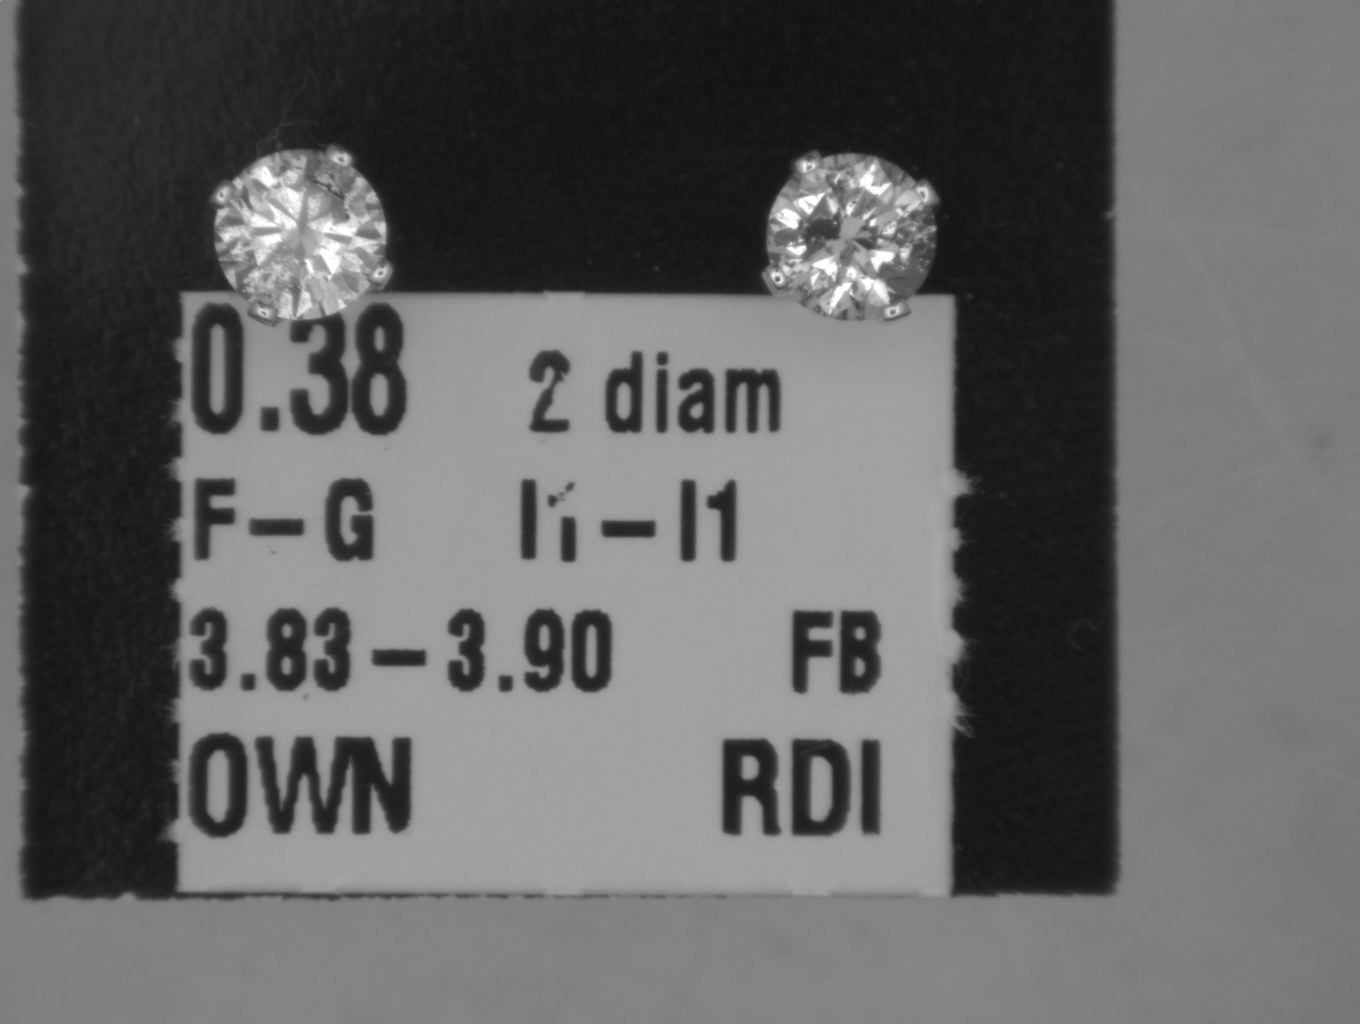 0.38 2 diam
F-G I1-I1
3.83-3.90 FB
OWN RDI